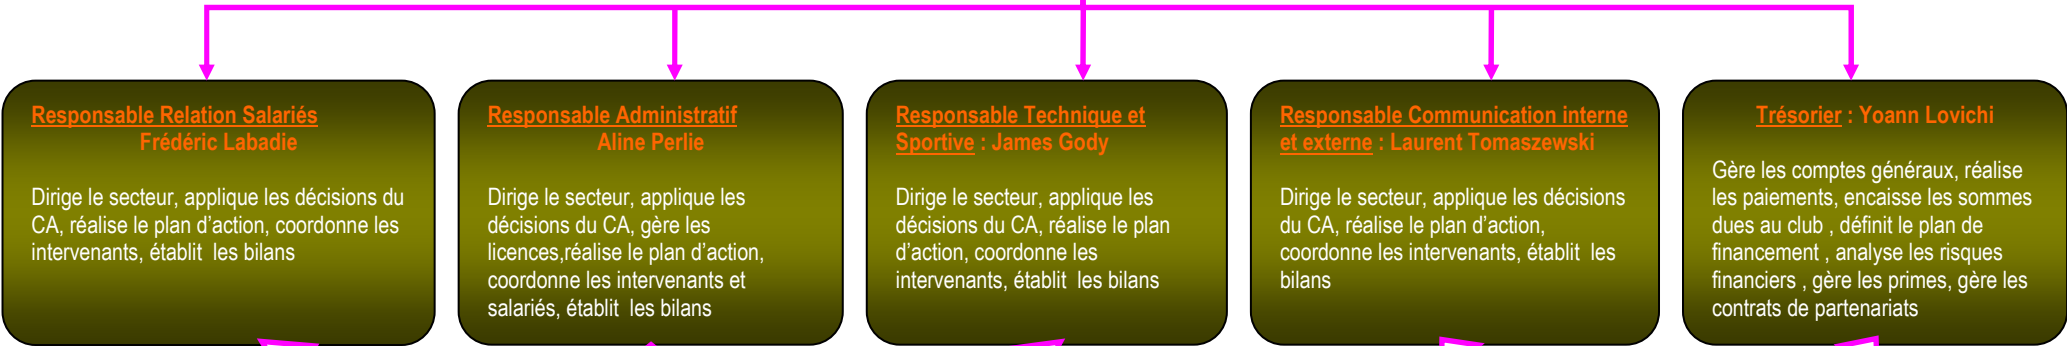 Responsable Relation Salariés
Frédéric Labadie
Dirige le secteur, applique les décisions du
CA, réalise le plan d’action, coordonne les
intervenants, établit  les bilans
Responsable Administratif
Aline Perlie
Dirige le secteur, applique les
décisions du CA, gère les
licences,réalise le plan d’action,
coordonne les intervenants et
salariés, établit  les bilans
Responsable Technique et
Sportive : James Gody
Dirige le secteur, applique les
décisions du CA, réalise le plan
d’action, coordonne les
intervenants, établit  les bilans
Responsable Communication interne
et externe : Laurent Tomaszewski
Dirige le secteur, applique les décisions
du CA, réalise le plan d’action,
coordonne les intervenants, établit  les
bilans
Trésorier : Yoann Lovichi
Gère les comptes généraux, réalise
les paiements, encaisse les sommes
dues au club , définit le plan de
financement , analyse les risques
financiers , gère les primes, gère les
contrats de partenariats